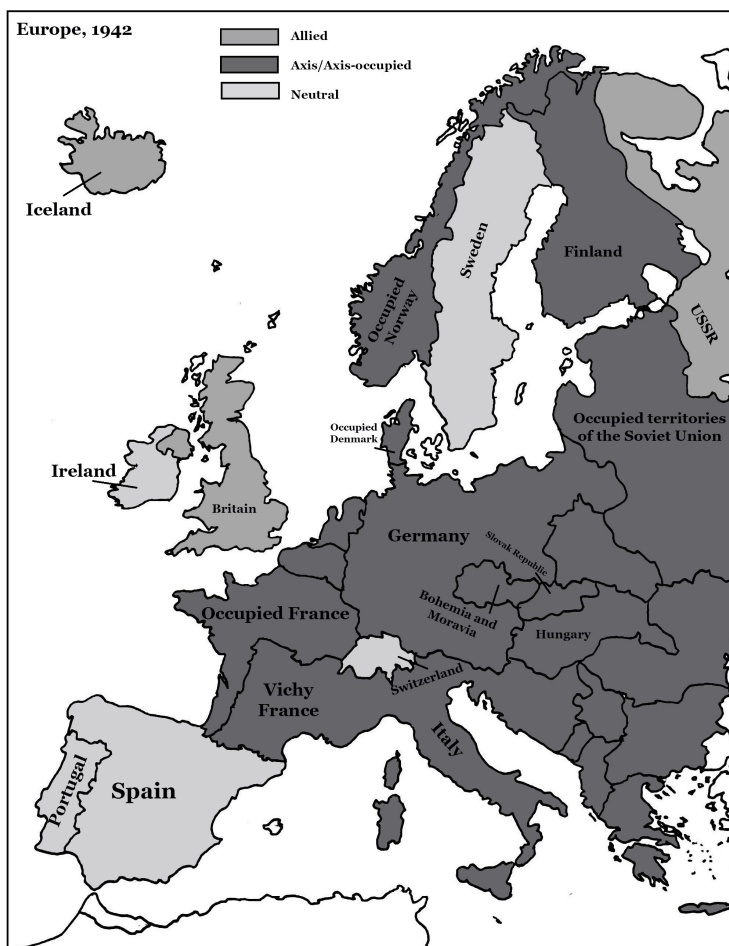 Europe, 1942
Allied
Axis/Axis-occupied
Neutral
Iceland
Finland
Sweden
Occupied
Norway
USSR
Occupied territories
of the Soviet Union
Occupied
Denmark
Ireland
Britain
Germany
Slovak Republic
Bohemia and
Moravia
Occupied France
Hungary
Switzerland
Vichy
France
Italy
Spain
Portugal